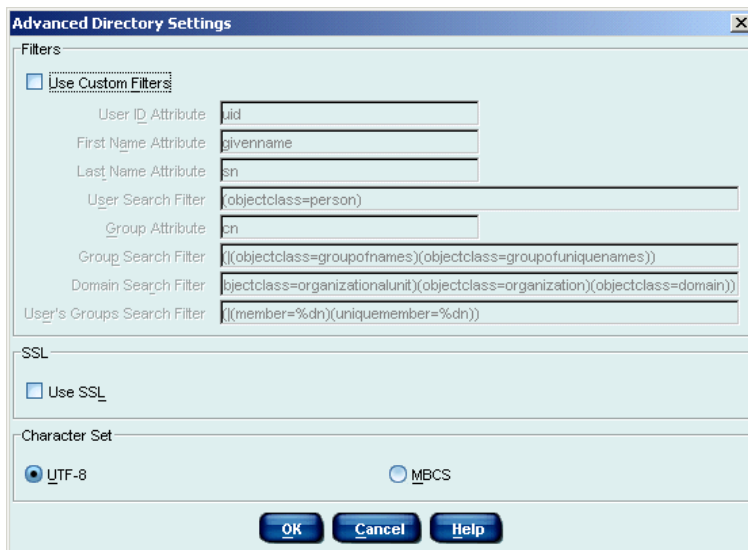 Advanced Directory Settings
Filters
Use Custom Filters
User ID Attribute uid
First Name Attribute givenname
Last Name Attribute sn
User Search Filter (objectclass=person)
Group Attribute cn
Group Search Filter (|(objectclass=groupofnames)(objectclass=groupofuniquenames))
Domain Search Filter bjectclass=organizationalunit)(objectclass=organization)(objectclass=domain))
User's Groups Search Filter (|(member=%dn)(uniquemember=%dn))
SSL
Use SSL
Character Set
UTF-8 MBCS
OK Cancel Help